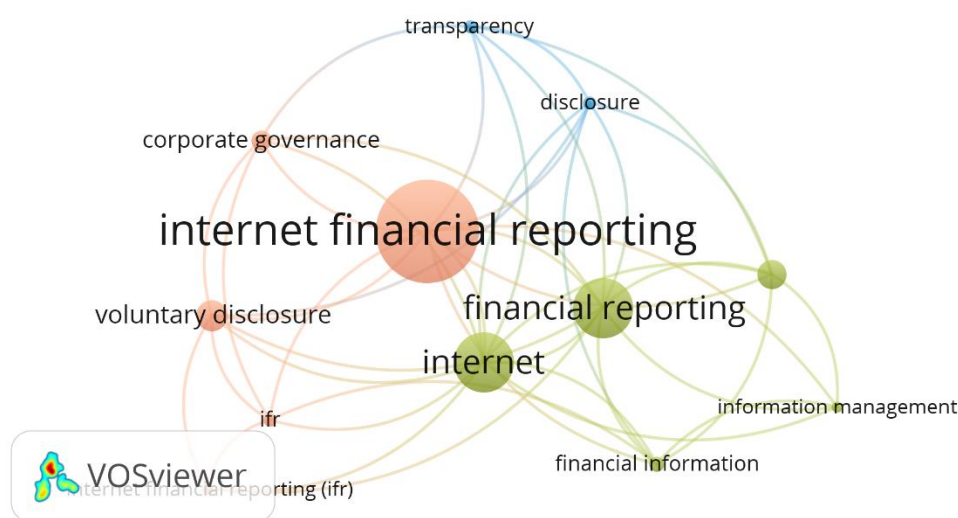 transparency
disclosure
corporate governance
internet financial reporting
financial reporting
voluntary disclosure
internet
information management
ifr
financial information
VOSviewer
internet financial reporting (ifr)